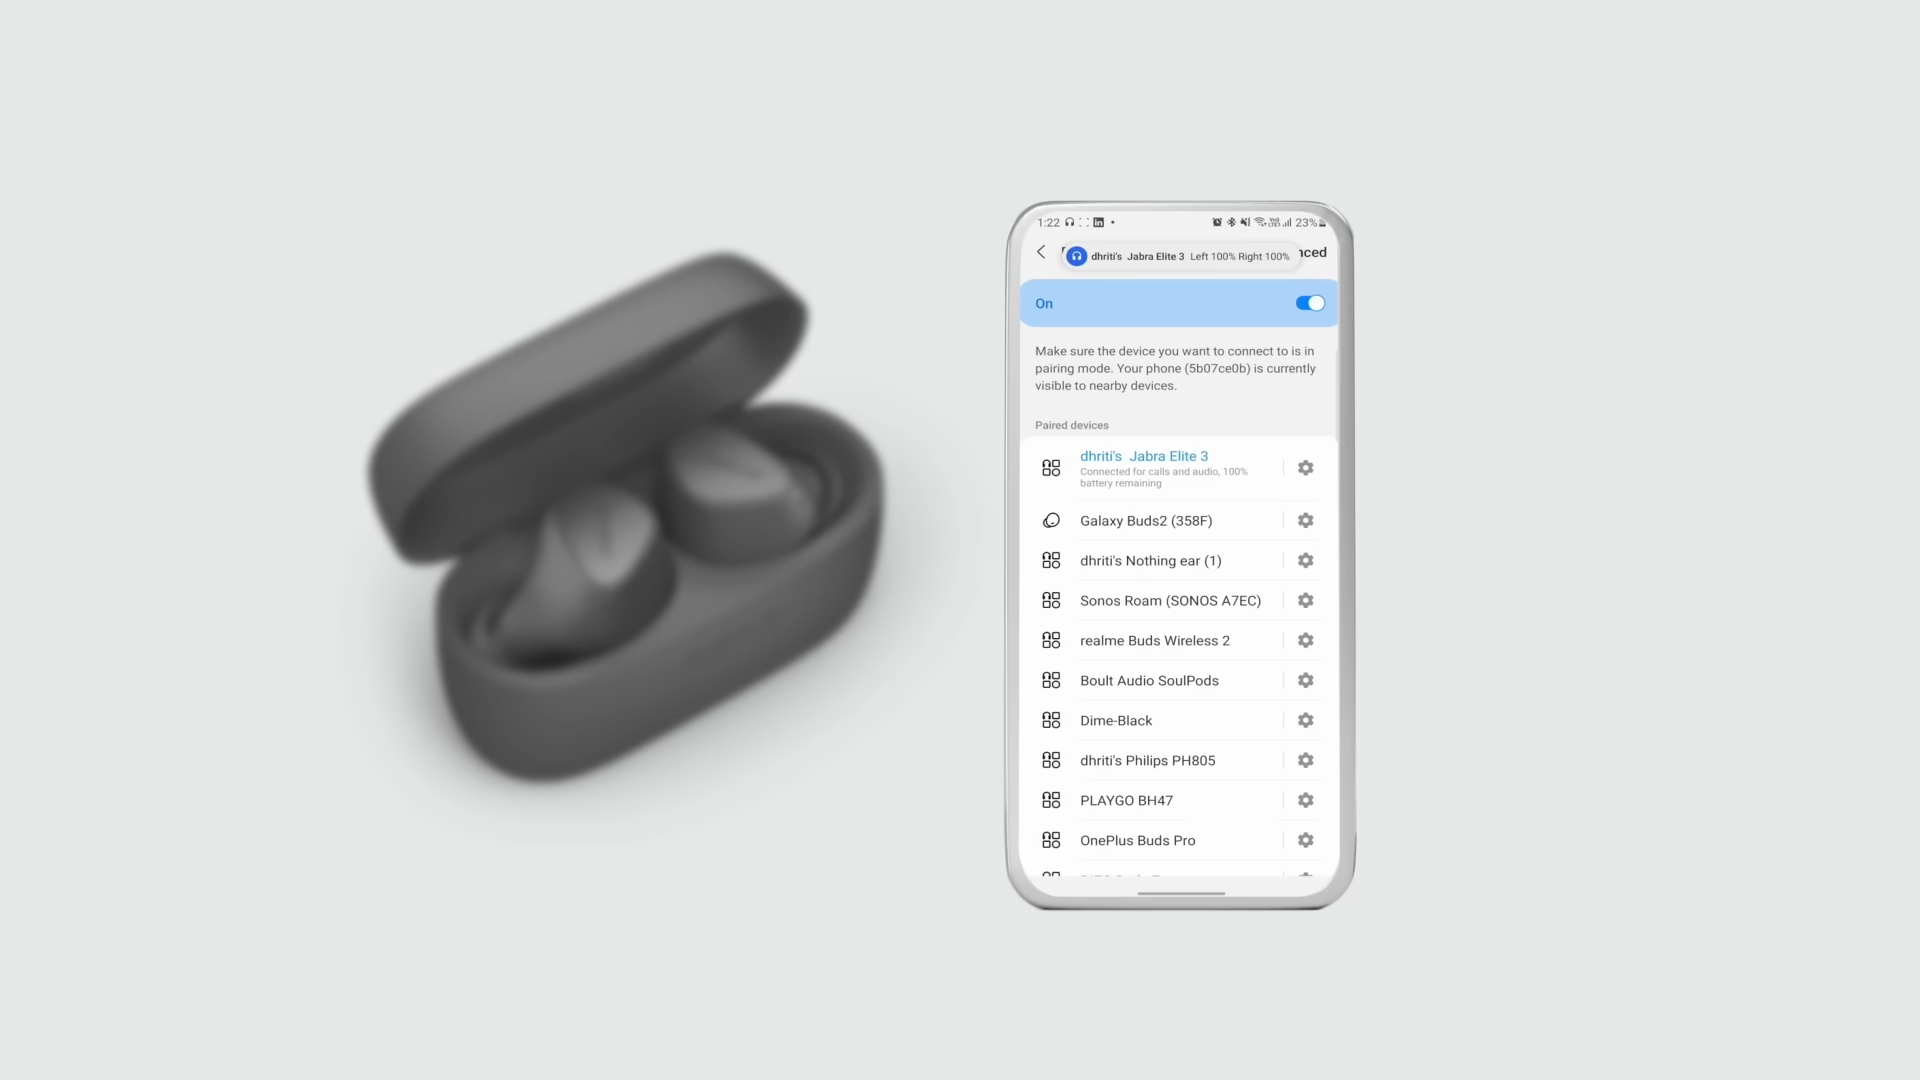 1:22 23%
dhriti's Jabra Elite 3 Left 100% Right 100%
On
Make sure the device you want to connect to is in
pairing mode. Your phone (5b07ce0b) is currently
visible to nearby devices.
Paired devices
dhriti's Jabra Elite 3
Connected for calls and audio, 100%
battery remaining
Galaxy Buds2 (358F)
dhriti's Nothing ear (1)
Sonos Roam (SONOS A7EC)
realme Buds Wireless 2
Boult Audio SoulPods
Dime-Black
dhriti's Philips PH805
PLAYGO BH47
OnePlus Buds Pro